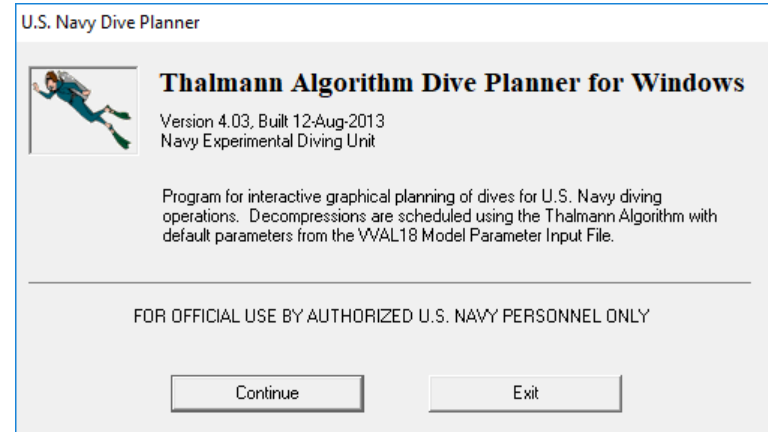 U.S. Navy Dive Planner
Thalmann Algorithm Dive Planner for Windows
Version 4.03, Built 12-Aug-2013
Navy Experimental Diving Unit
Program for interactive graphical planning of dives for U.S. Navy diving
operations.  Decompressions are scheduled using the Thalmann Algorithm with
default parameters from the VVAL18 Model Parameter Input File.
FOR OFFICIAL USE BY AUTHORIZED U.S. NAVY PERSONNEL ONLY
Continue
Exit